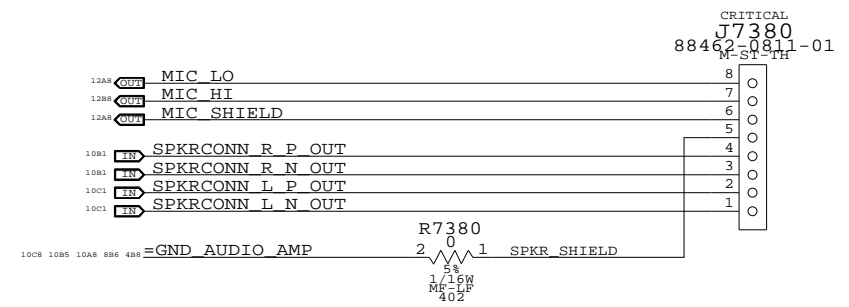 CRITICAL
J7380
88462-0811-01
M-ST-TH
12A8 OUT MIC_LO 8
12B8 OUT MIC_HI 7
12A8 OUT MIC_SHIELD 6
5
10B1 IN SPKRCONN_R_P_OUT 4
10B1 IN SPKRCONN_R_N_OUT 3
10C1 IN SPKRCONN_L_P_OUT 2
10C1 IN SPKRCONN_L_N_OUT 1
R7380
10C8 10B5 10A8 8B6 4B8 =GND_AUDIO_AMP 2 0 1 SPKR_SHIELD
5%
1/16W
MF-LF
402